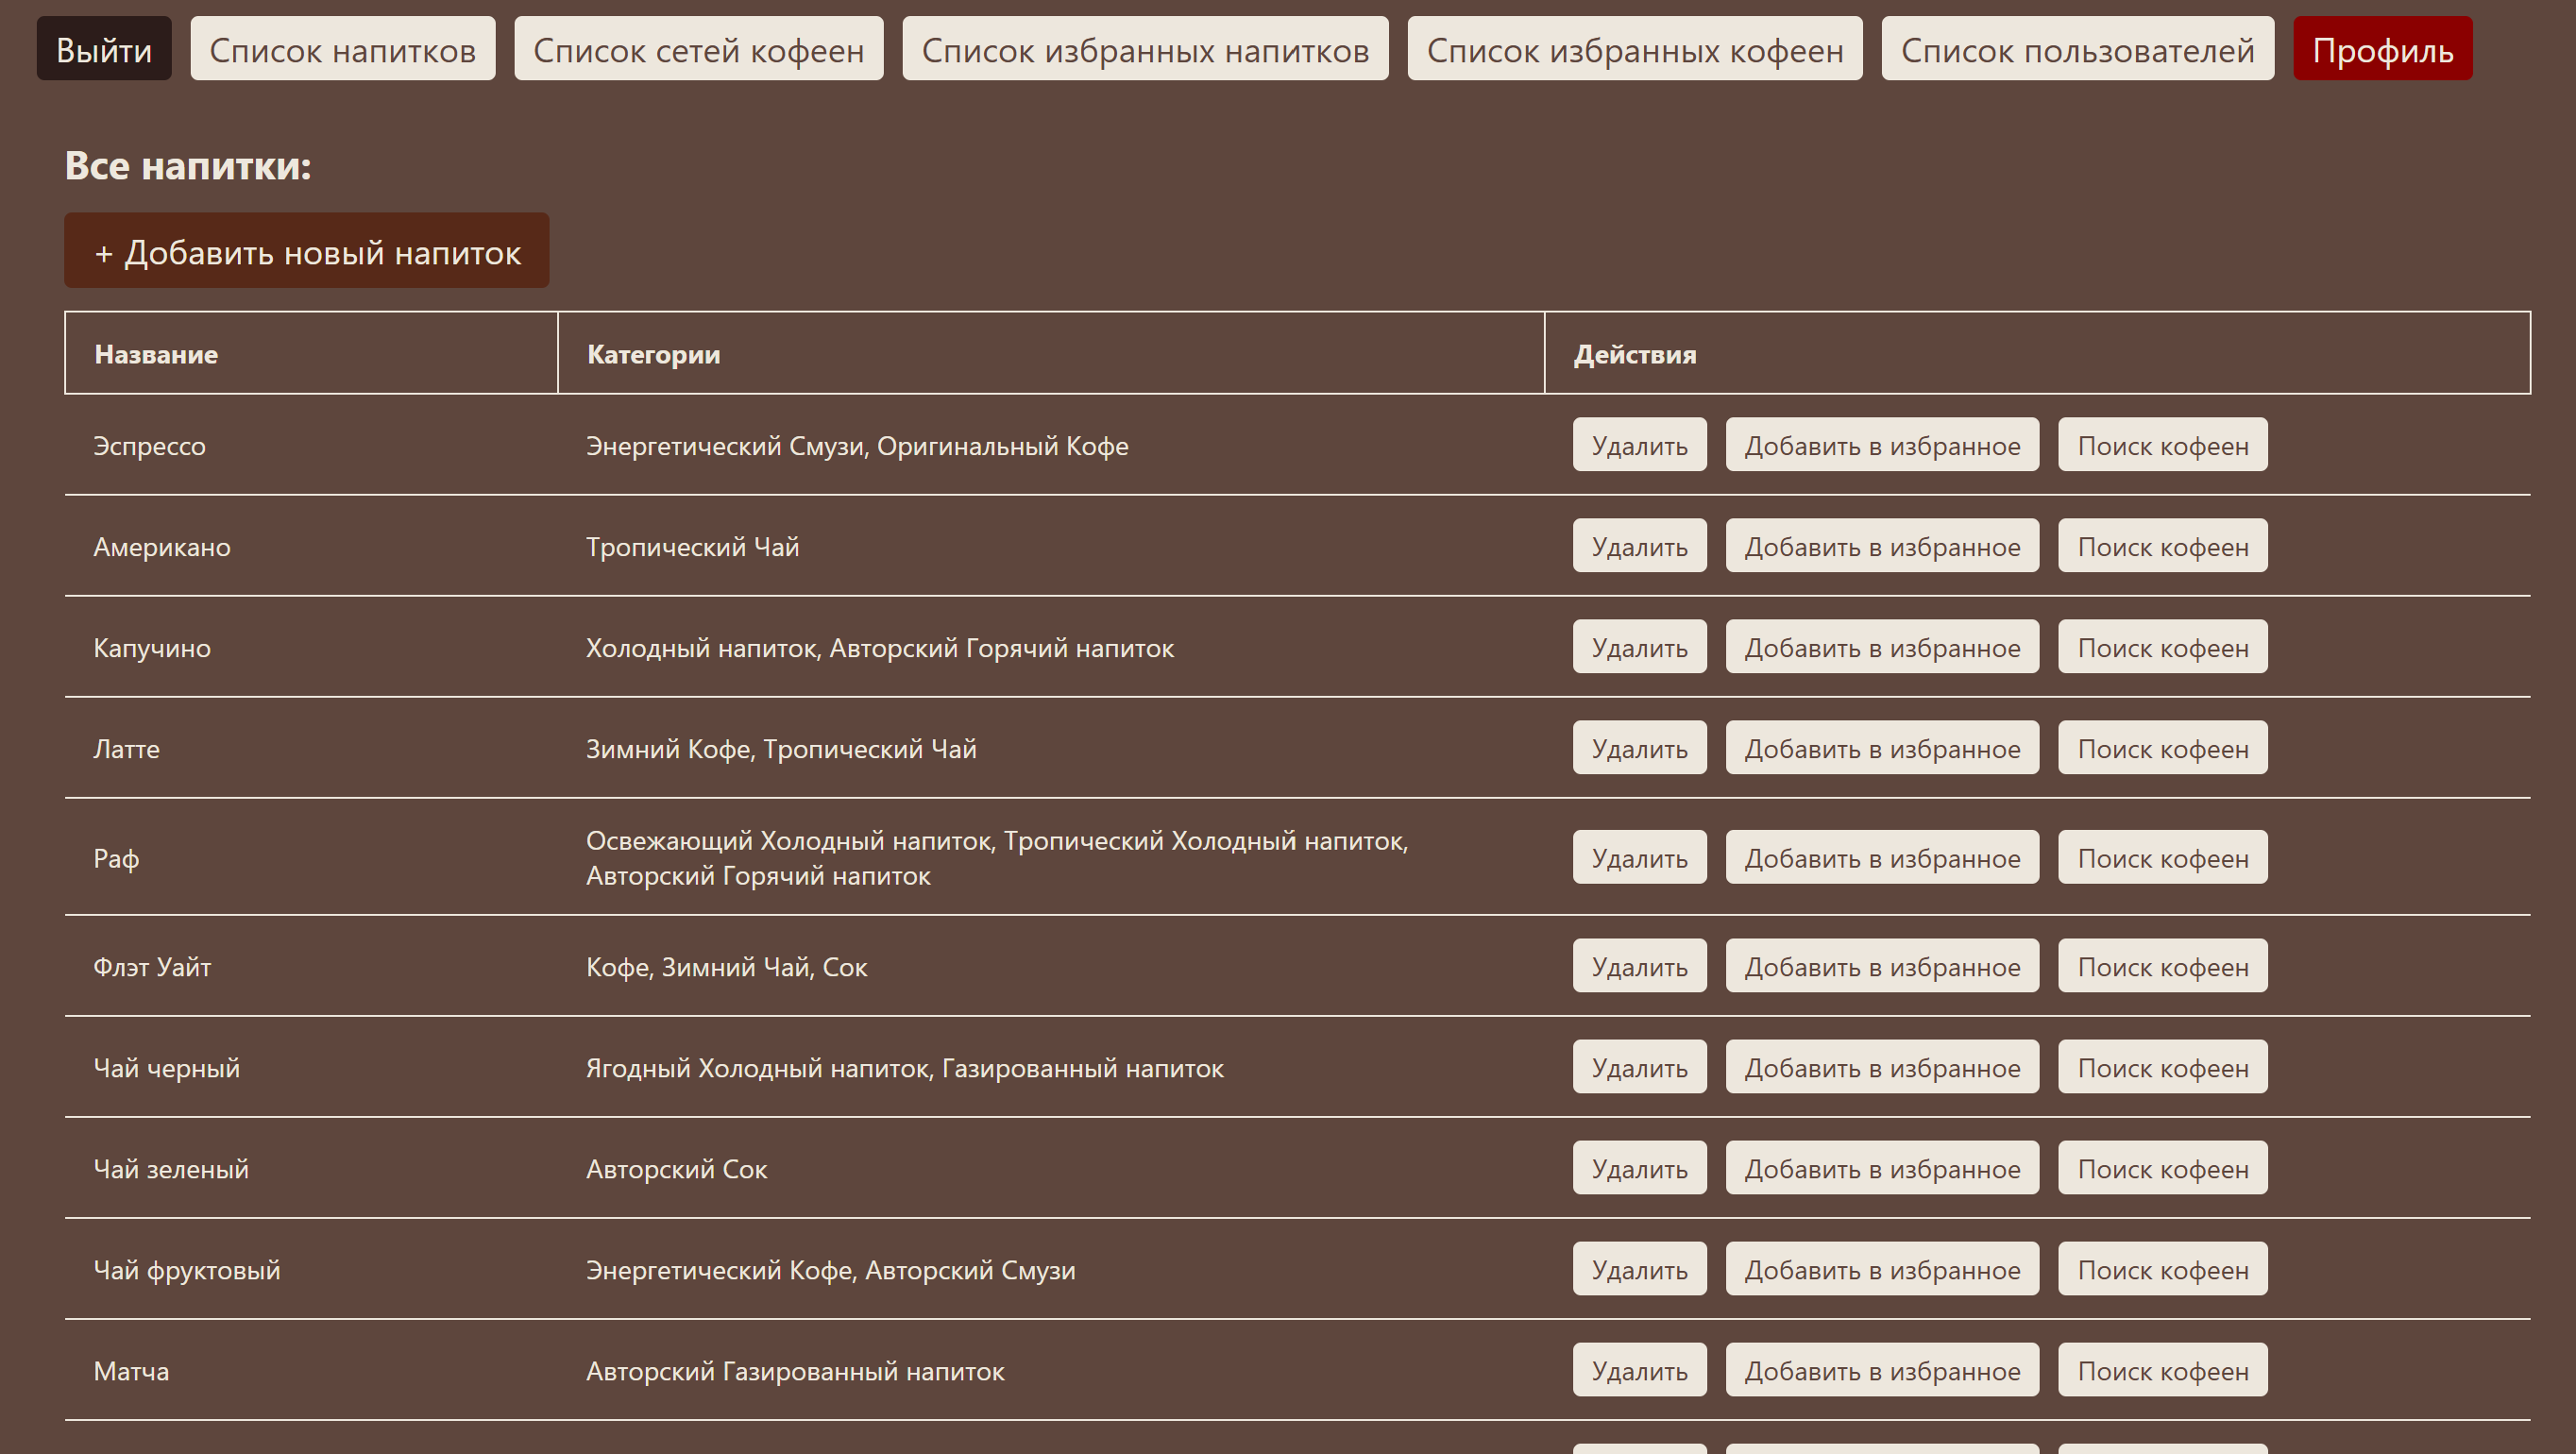 Выйти Список напитков Список сетей кофеен Список избранных напитков Список избранных кофеен Список пользователей Профиль
Все напитки:
+ Добавить новый напиток
Название Категории Действия
Эспрессо Энергетический Смузи, Оригинальный Кофе Удалить Добавить в избранное Поиск кофеен
Американо Тропический Чай Удалить Добавить в избранное Поиск кофеен
Капучино Холодный напиток, Авторский Горячий напиток Удалить Добавить в избранное Поиск кофеен
Латте Зимний Кофе, Тропический Чай Удалить Добавить в избранное Поиск кофеен
Раф Освежающий Холодный напиток, Тропический Холодный напиток,
Авторский Горячий напиток Удалить Добавить в избранное Поиск кофеен
Флэт Уайт Кофе, Зимний Чай, Сок Удалить Добавить в избранное Поиск кофеен
Чай черный Ягодный Холодный напиток, Газированный напиток Удалить Добавить в избранное Поиск кофеен
Чай зеленый Авторский Сок Удалить Добавить в избранное Поиск кофеен
Чай фруктовый Энергетический Кофе, Авторский Смузи Удалить Добавить в избранное Поиск кофеен
Матча Авторский Газированный напиток Удалить Добавить в избранное Поиск кофеен